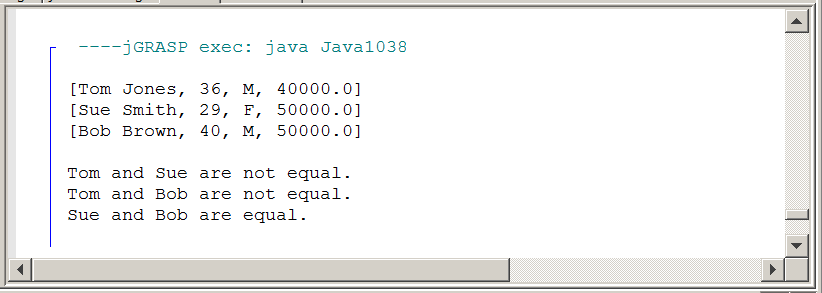 ----jGRASP exec: java Java1038
[Tom Jones, 36, M, 40000.0]
[Sue Smith, 29, F, 50000.0]
[Bob Brown, 40, M, 50000.0]
Tom and Sue are not equal.
Tom and Bob are not equal.
Sue and Bob are equal.